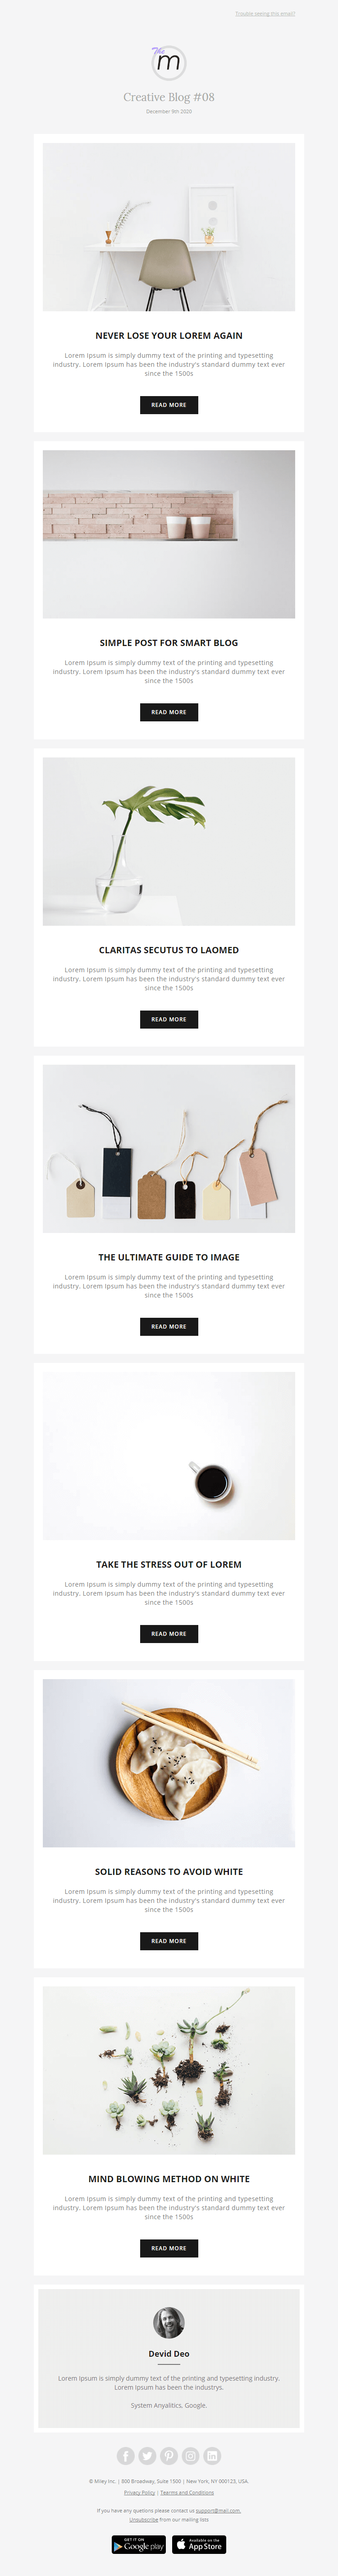 Trouble seeing this email?
The
m
Creative Blog #08
December 9th 2020
NEVER LOSE YOUR LOREM AGAIN
Lorem Ipsum is simply dummy text of the printing and typesetting
industry. Lorem Ipsum has been the industry's standard dummy text ever
since the 1500s
READ MORE
SIMPLE POST FOR SMART BLOG
Lorem Ipsum is simply dummy text of the printing and typesetting
industry. Lorem Ipsum has been the industry's standard dummy text ever
since the 1500s
READ MORE
CLARITAS SECUTUS TO LAOMED
Lorem Ipsum is simply dummy text of the printing and typesetting
industry. Lorem Ipsum has been the industry's standard dummy text ever
since the 1500s
READ MORE
THE ULTIMATE GUIDE TO IMAGE
Lorem Ipsum is simply dummy text of the printing and typesetting
industry. Lorem Ipsum has been the industry's standard dummy text ever
since the 1500s
READ MORE
TAKE THE STRESS OUT OF LOREM
Lorem Ipsum is simply dummy text of the printing and typesetting
industry. Lorem Ipsum has been the industry's standard dummy text ever
since the 1500s
READ MORE
SOLID REASONS TO AVOID WHITE
Lorem Ipsum is simply dummy text of the printing and typesetting
industry. Lorem Ipsum has been the industry's standard dummy text ever
since the 1500s
READ MORE
MIND BLOWING METHOD ON WHITE
Lorem Ipsum is simply dummy text of the printing and typesetting
industry. Lorem Ipsum has been the industry's standard dummy text ever
since the 1500s
READ MORE
Devid Deo
Lorem Ipsum is simply dummy text of the printing and typesetting industry.
Lorem Ipsum has been the industrys.
System Anyalitics, Google.
© Miley Inc. | 800 Broadway, Suite 1500 | New York, NY 000123, USA.
Privacy Policy | Teerms and Conditions
If you have any quetions please contact us support@mail.com.
Unsubscribe from our mailing lists
GET IT ON
Google play
Available on the
App Store